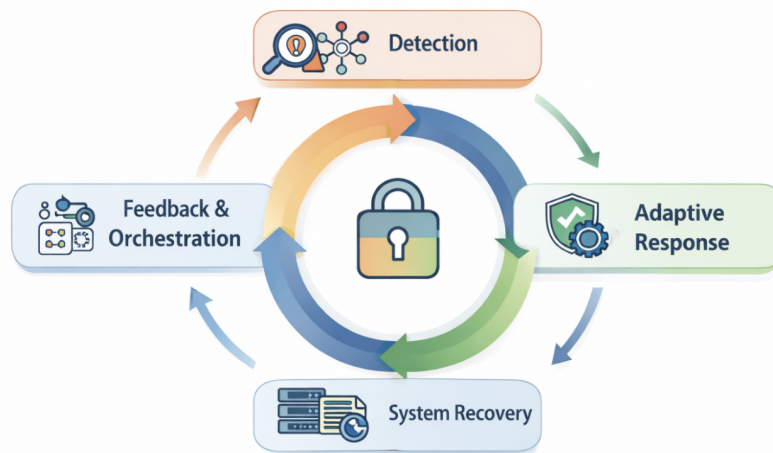 Detection
Adaptive
Response
System Recovery
Feedback &
Orchestration